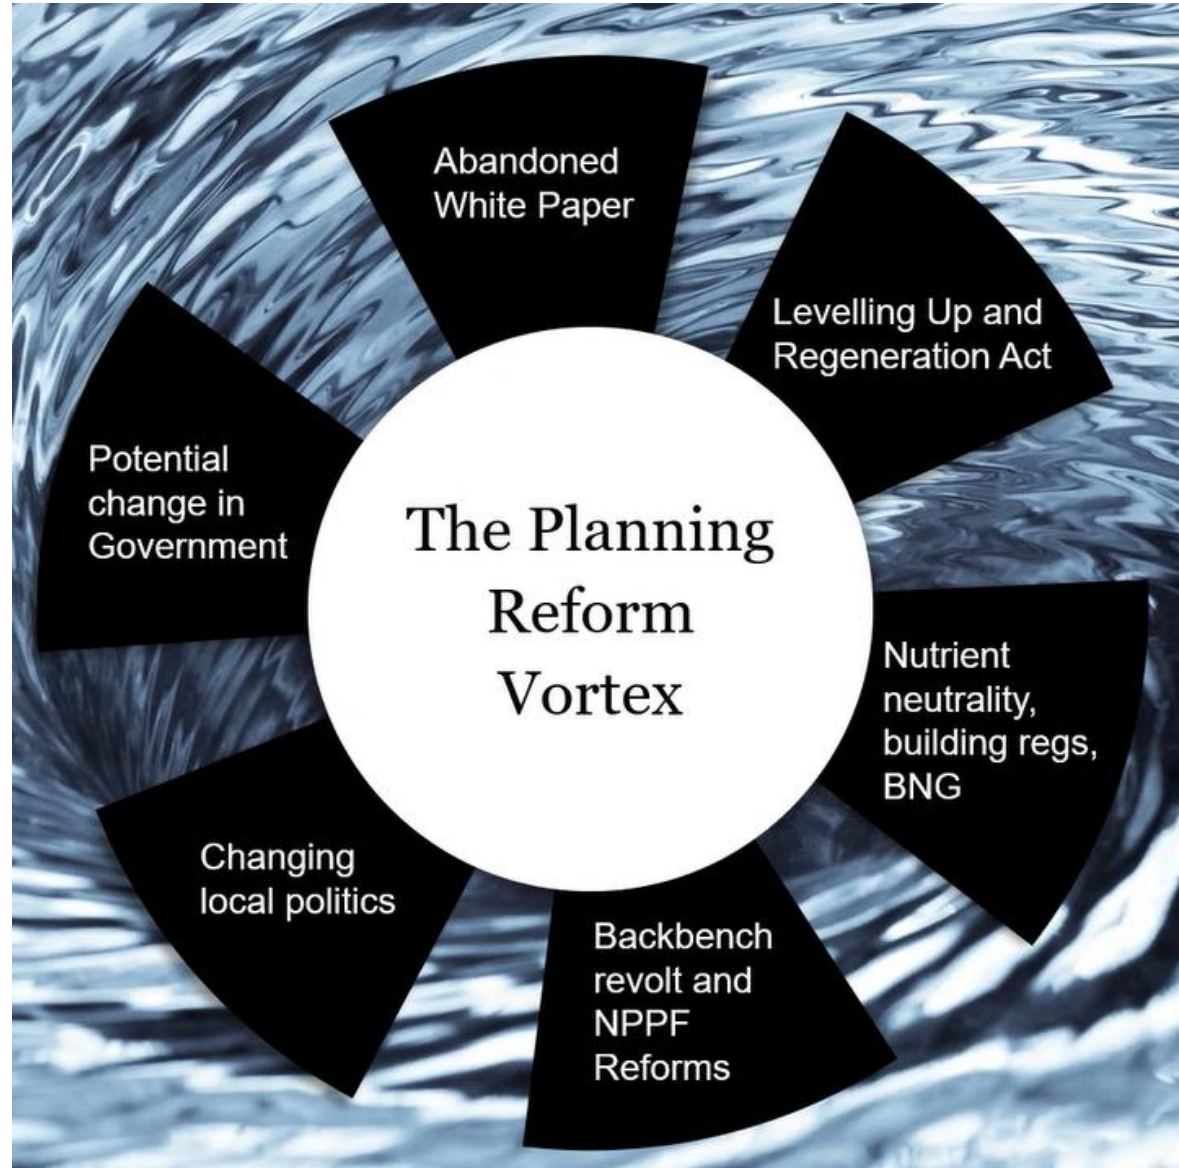 Abandoned
White Paper
Levelling Up and
Regeneration Act
Nutrient
neutrality,
building regs,
BNG
Backbench
revolt and
NPPF
Reforms
Changing
local politics
Potential
change in
Government
The Planning
Reform
Vortex